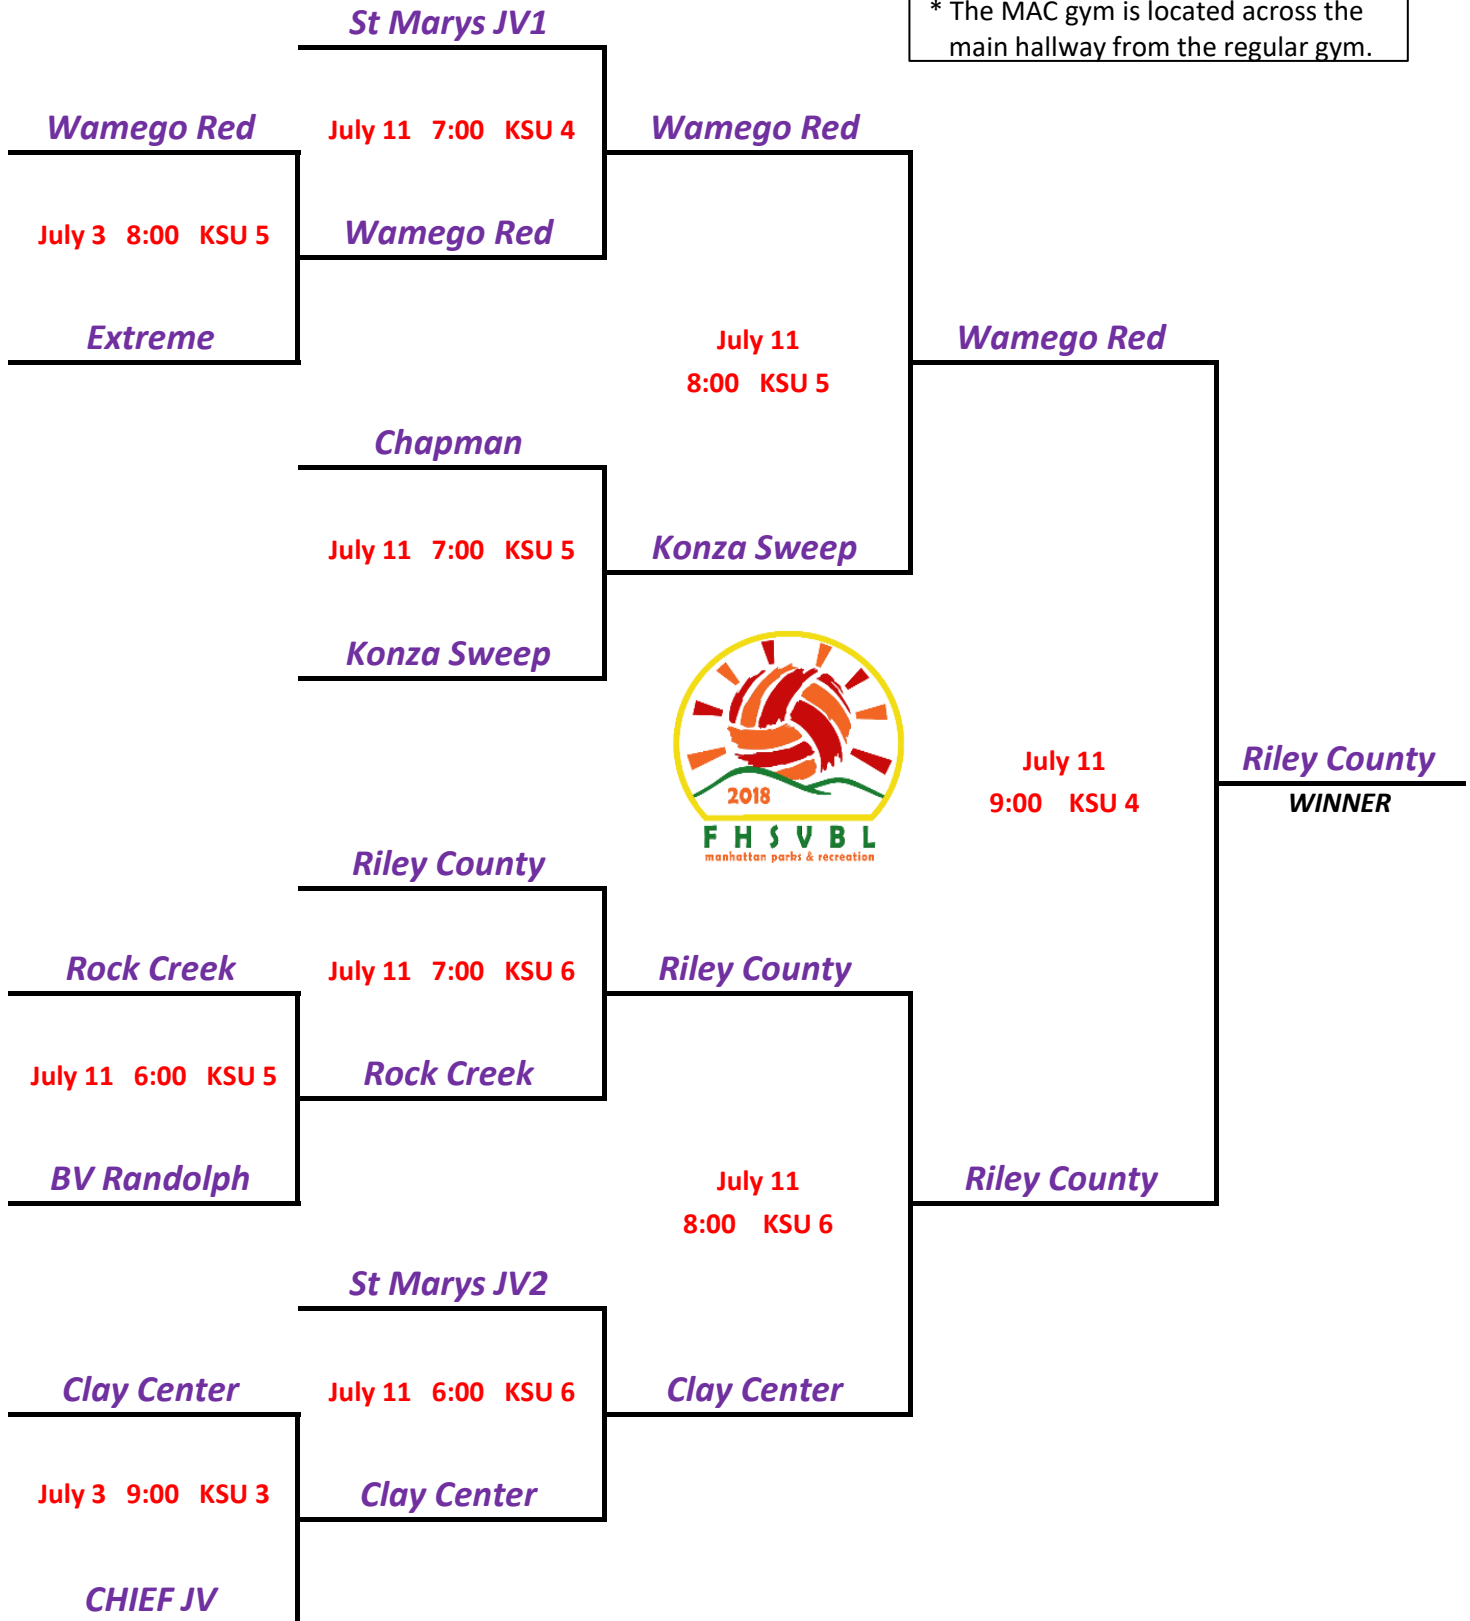 St Marys JV1
* The MAC gym is located across the
main hallway from the regular gym.
Wamego Red
July 11 7:00 KSU 4
Wamego Red
July 3 8:00 KSU 5
Wamego Red
Extreme
July 11
8:00 KSU 5
Wamego Red
Chapman
July 11 7:00 KSU 5
Konza Sweep
Konza Sweep
2018
FHSVBL
manhattan parks & recreation
July 11
9:00 KSU 4
Riley County
WINNER
Riley County
Rock Creek
July 11 7:00 KSU 6
Riley County
July 11 6:00 KSU 5
Rock Creek
BV Randolph
July 11
8:00 KSU 6
Riley County
St Marys JV2
Clay Center
July 11 6:00 KSU 6
Clay Center
July 3 9:00 KSU 3
Clay Center
CHIEF JV